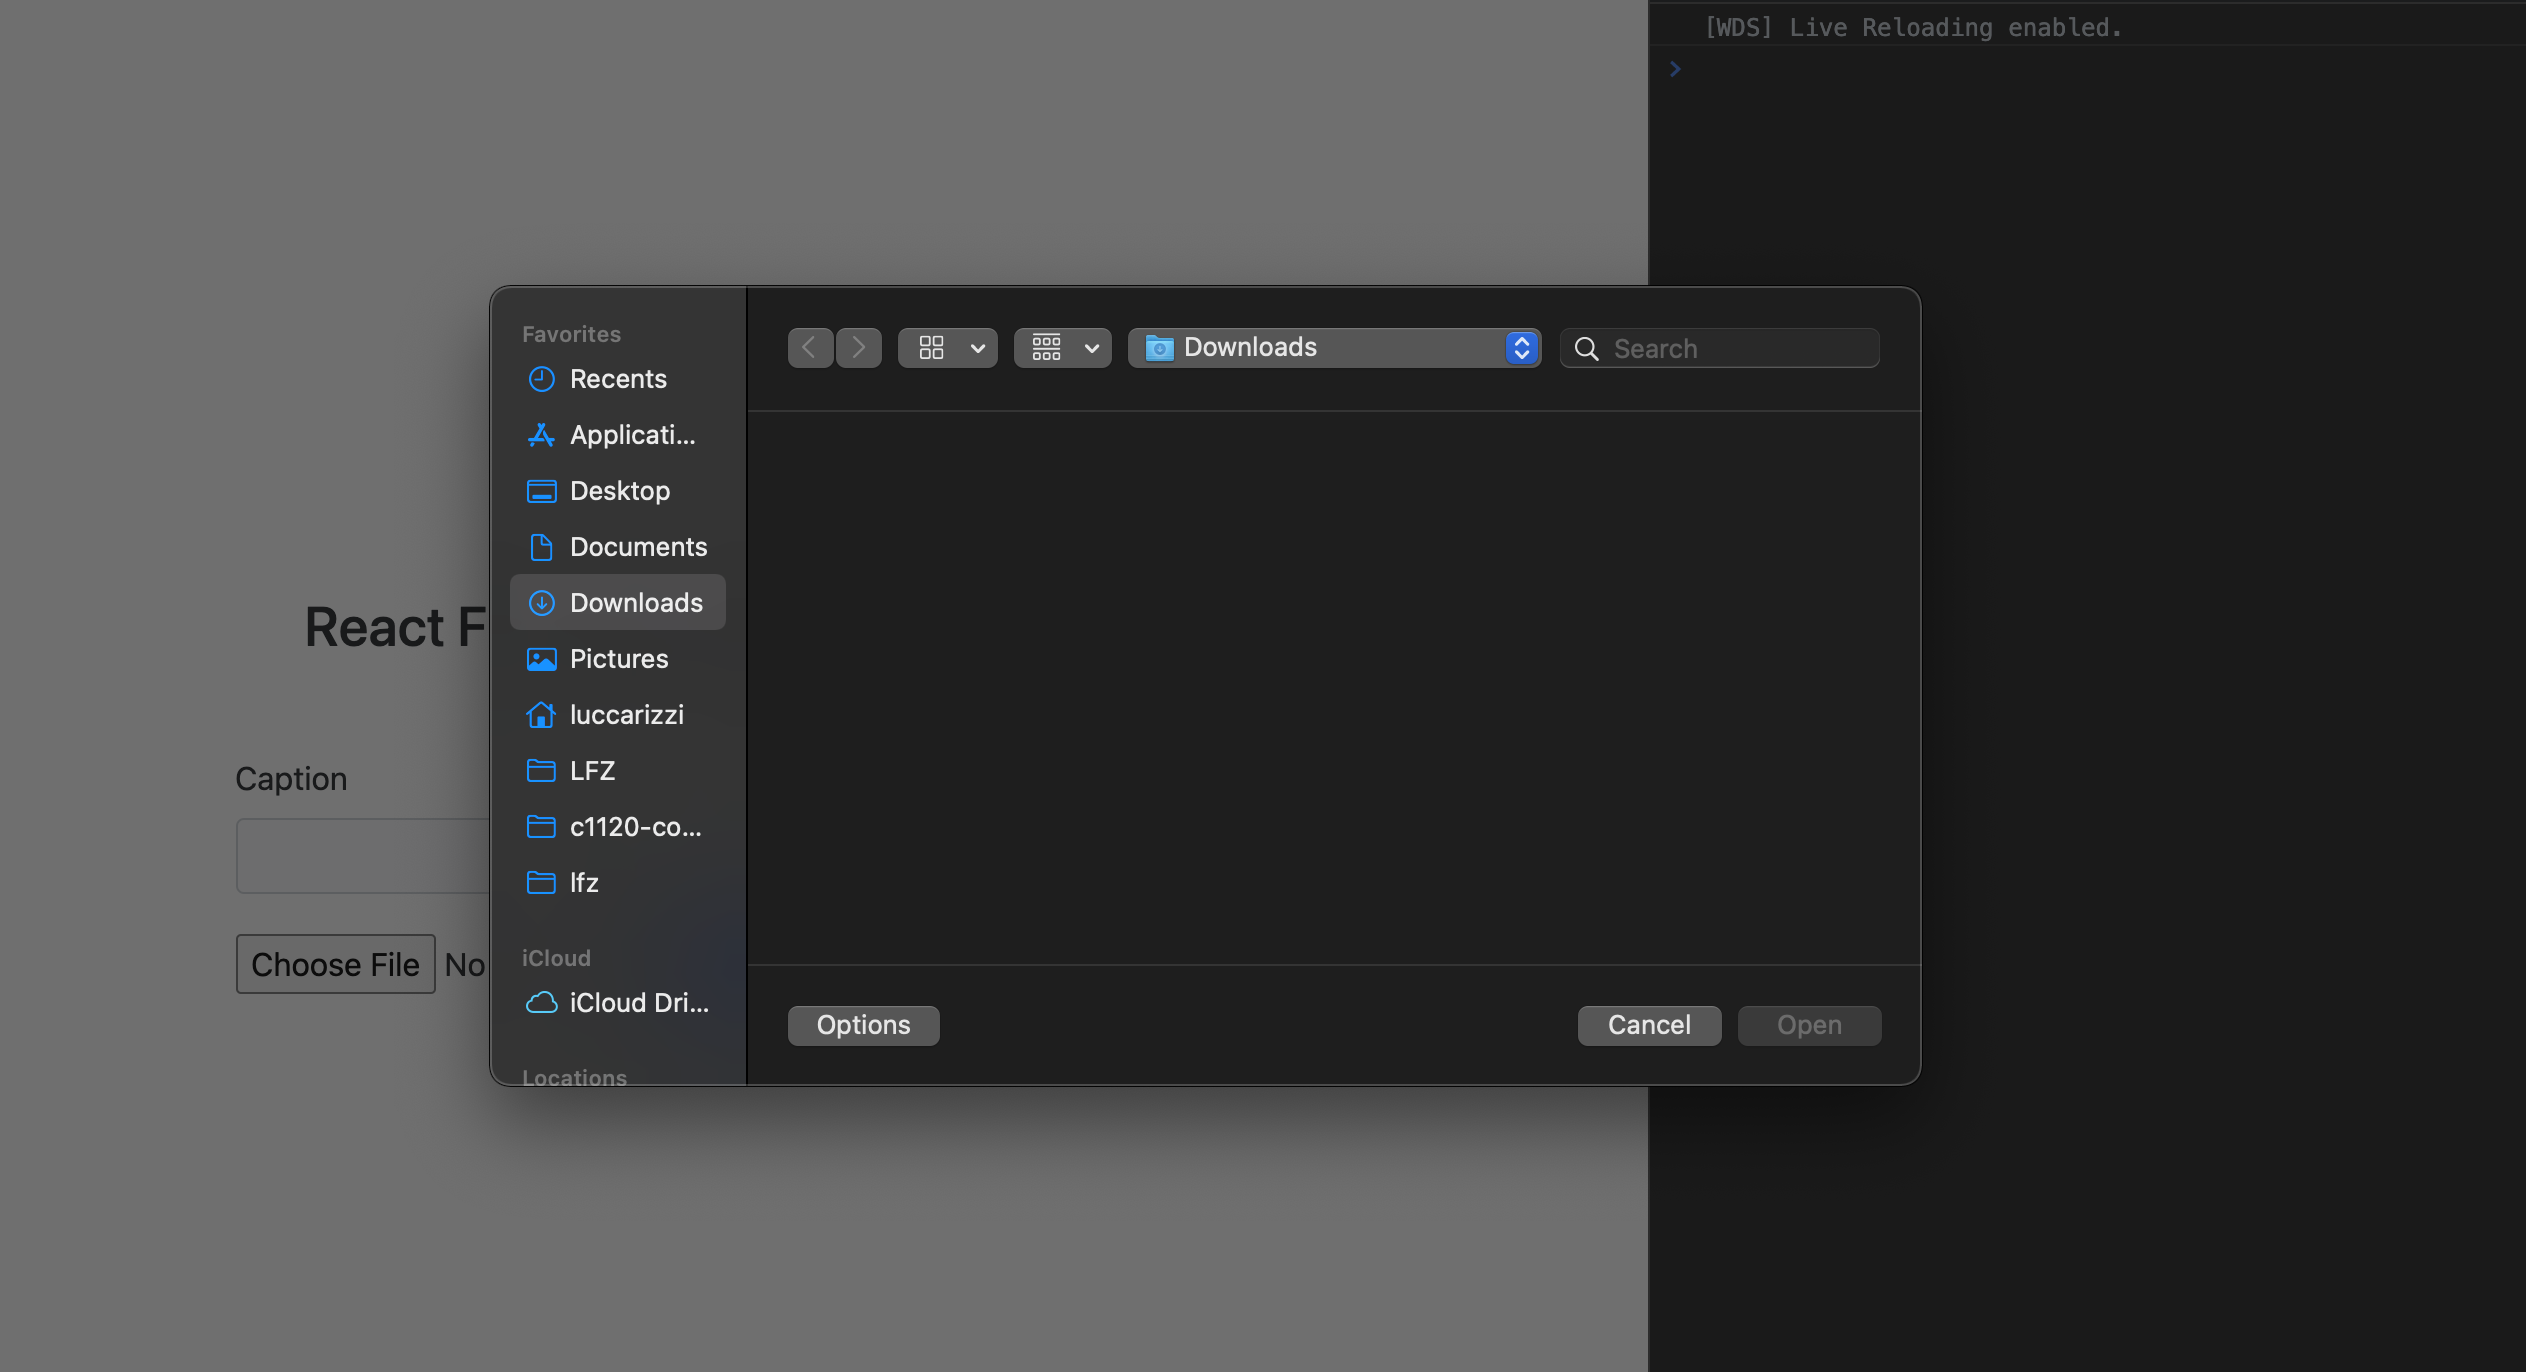 [WDS] Live Reloading enabled.
Favorites
Recents
Applicati...
Desktop
Documents
Downloads
Pictures
luccarizzi
LFZ
c1120-co...
lfz
iCloud
iCloud Dri...
Locations
Downloads
Search
Options
Cancel
Open
React F
Caption
Choose File No